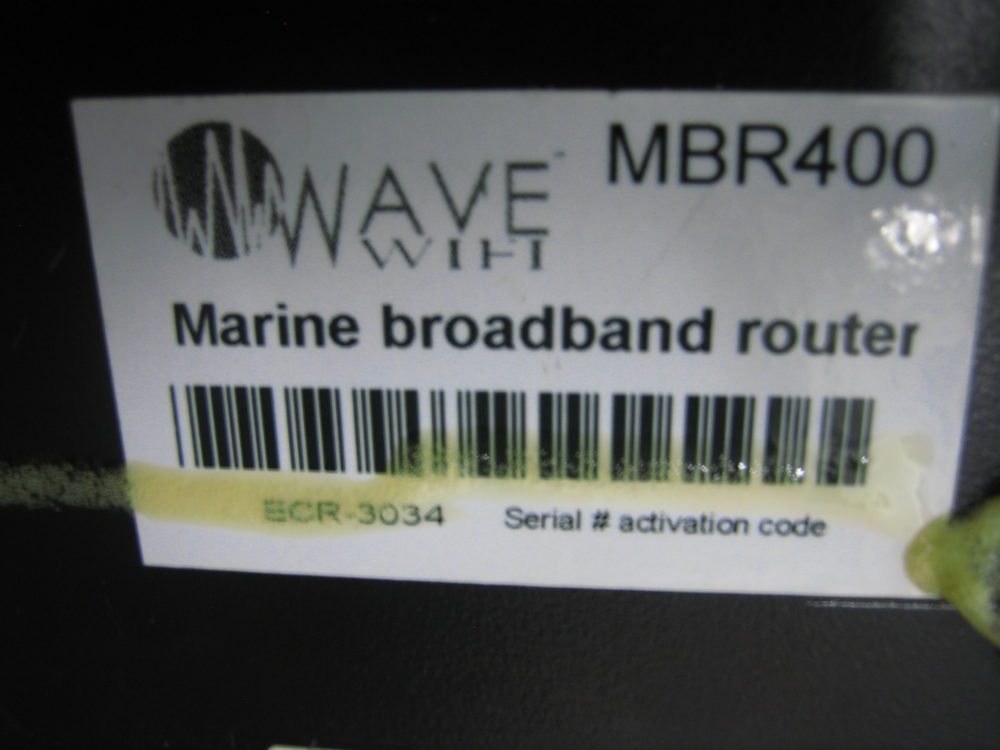 WAVE MBR400
WIFI
Marine broadband router
ECR-3034 Serial # activation code